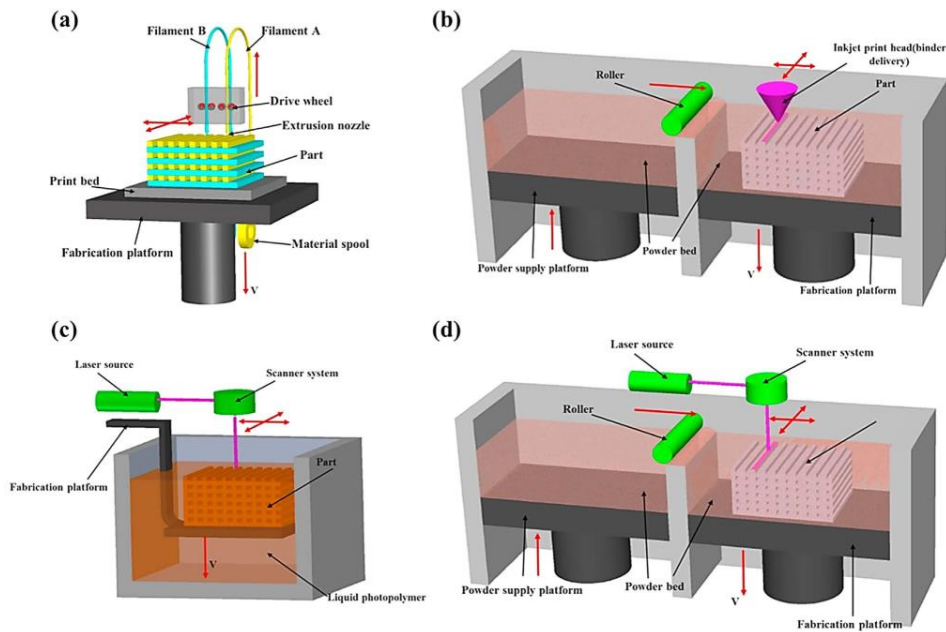 (a)
Filament B
Filament A
Drive wheel
Extrusion nozzle
Part
Print bed
Fabrication platform
Material spool
V
(b)
Inkjet print head(binder
delivery)
Roller
Part
Powder bed
Powder supply platform
V
Fabrication platform
(c)
Laser source
Scanner system
Fabrication platform
Part
V
Liquid photopolymer
(d)
Laser source
Scanner system
Roller
Powder bed
Powder supply platform
V
Fabrication platform